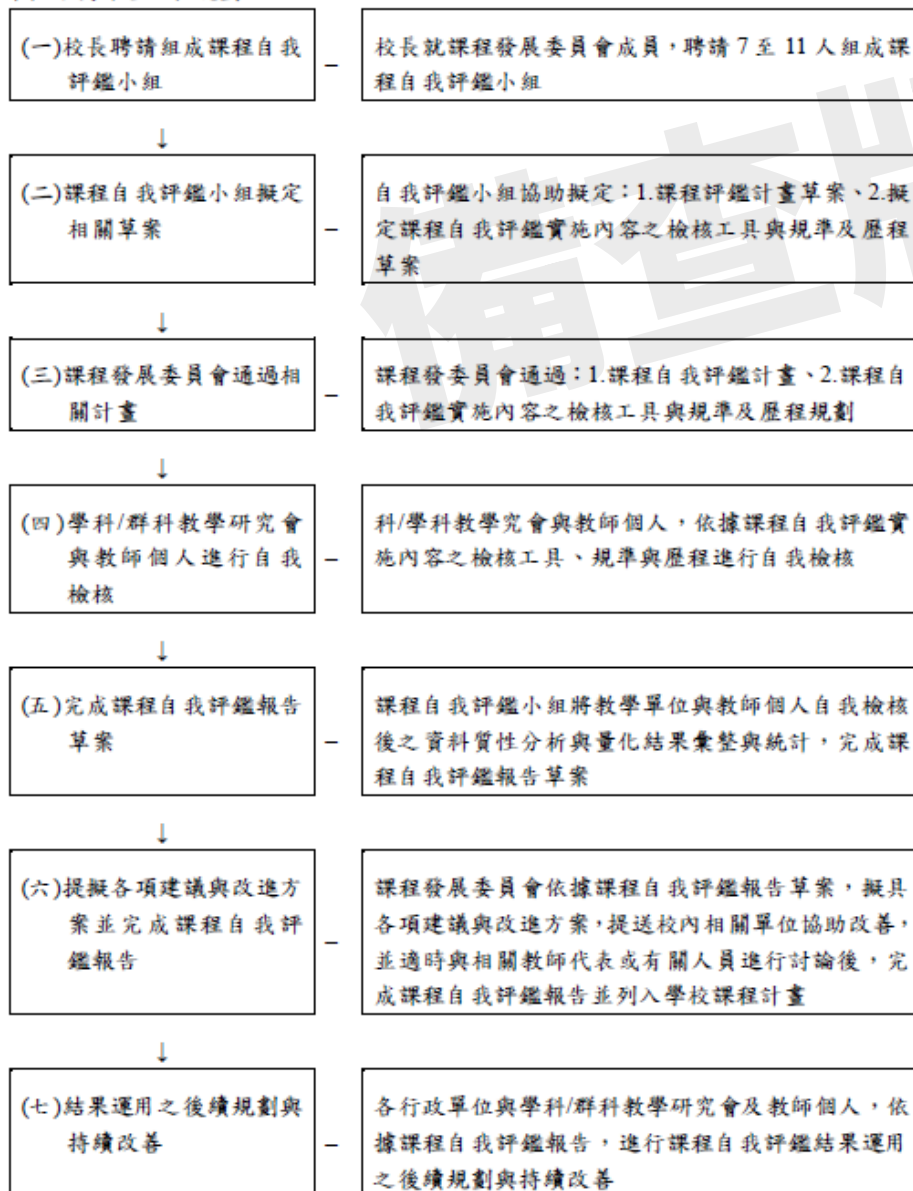 (一)校長聘請組成課程自我
評鑑小組
–
校長就課程發展委員會成員，聘請 7 至 11 人組成課
程自我評鑑小組
↓
(二)課程自我評鑑小組擬定
相關草案
–
自我評鑑小組協助擬定：1.課程評鑑計畫草案、2.擬
定課程自我評鑑實施內容之檢核工具與規準及歷程
草案
↓
(三)課程發展委員會通過相
關計畫
–
課程發委員會通過：1.課程自我評鑑計畫、2.課程自
我評鑑實施內容之檢核工具與規準及歷程規劃
↓
(四)學科/群科教學研究會
與教師個人進行自我
檢核
–
科/學科教學究會與教師個人，依據課程自我評鑑實
施內容之檢核工具、規準與歷程進行自我檢核
↓
(五)完成課程自我評鑑報告
草案
–
課程自我評鑑小組將教學單位與教師個人自我檢核
後之資料質性分析與量化結果彙整與統計，完成課
程自我評鑑報告草案
↓
(六)提擬各項建議與改進方
案並完成課程自我評
鑑報告
–
課程發展委員會依據課程自我評鑑報告草案，擬具
各項建議與改進方案，提送校內相關單位協助改善，
並適時與相關教師代表或有關人員進行討論後，完
成課程自我評鑑報告並列入學校課程計畫
↓
(七)結果運用之後續規劃與
持續改善
–
各行政單位與學科/群科教學研究會及教師個人，依
據課程自我評鑑報告，進行課程自我評鑑結果運用
之後續規劃與持續改善
備查版